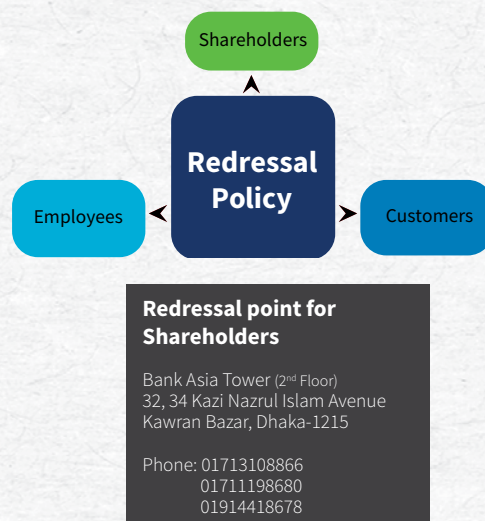 Shareholders
Redressal
Policy
Employees
Customers
Redressal point for
Shareholders
Bank Asia Tower (2nd Floor)
32, 34 Kazi Nazrul Islam Avenue
Kawran Bazar, Dhaka-1215
Phone: 01713108866
01711198680
01914418678